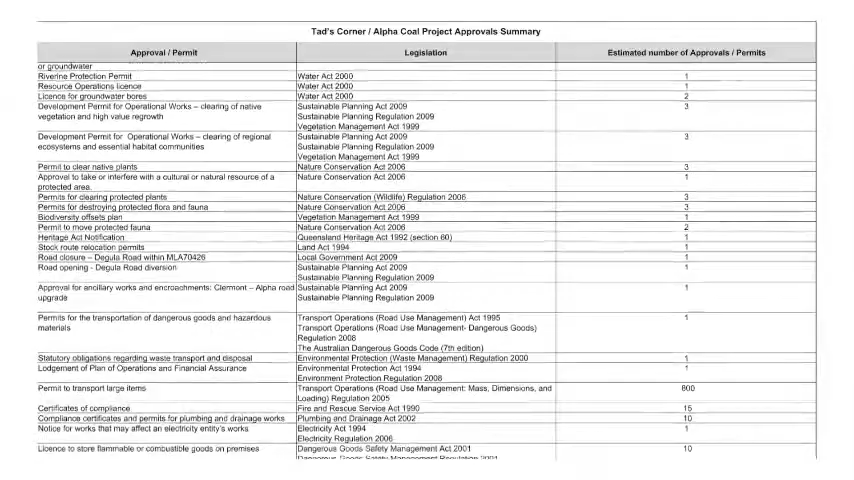 Tad's Corner / Alpha Coal Project Approvals Summary
Approval / Permit Legislation Estimated number of Approvals / Permits
or groundwater
Riverine Protection Permit Water Act 2000 1
Resource Operations licence Water Act 2000 1
Licence for groundwater bores Water Act 2000 2
Development Permit for Operational Works – clearing of native Sustainable Planning Act 2009 3
vegetation and high value regrowth Sustainable Planning Regulation 2009
Vegetation Management Act 1999
Development Permit for Operational Works – clearing of regional Sustainable Planning Act 2009 3
ecosystems and essential habitat communities Sustainable Planning Regulation 2009
Vegetation Management Act 1999
Permit to clear native plants Nature Conservation Act 2006 3
Approval to take or interfere with a cultural or natural resource of a Nature Conservation Act 2006 1
protected area.
Permits for clearing protected plants Nature Conservation (Wildlife) Regulation 2006 3
Permits for destroying protected flora and fauna Nature Conservation Act 2006 3
Biodiversity offsets plan Vegetation Management Act 1999 1
Permit to move protected fauna Nature Conservation Act 2006 2
Heritage Act Notification Queensland Heritage Act 1992 (section 60) 1
Stock route relocation permits Land Act 1994 1
Road closure – Degula Road within MLA70426 Local Government Act 2009 1
Road opening - Degula Road diversion Sustainable Planning Act 2009 1
Sustainable Planning Regulation 2009
Approval for ancillary works and encroachments: Clermont – Alpha road Sustainable Planning Act 2009 1
upgrade Sustainable Planning Regulation 2009
Permits for the transportation of dangerous goods and hazardous Transport Operations (Road Use Management) Act 1995 1
materials Transport Operations (Road Use Management- Dangerous Goods)
Regulation 2008
The Australian Dangerous Goods Code (7th edition)
Statutory obligations regarding waste transport and disposal Environmental Protection (Waste Management) Regulation 2000 1
Lodgement of Plan of Operations and Financial Assurance Environmental Protection Act 1994 1
Environment Protection Regulation 2008
Permit to transport large items Transport Operations (Road Use Management: Mass, Dimensions, and 800
Loading) Regulation 2005
Certificates of compliance Fire and Rescue Service Act 1990 15
Compliance certificates and permits for plumbing and drainage works Plumbing and Drainage Act 2002 10
Notice for works that may affect an electricity entity's works Electricity Act 1994 1
Electricity Regulation 2006
Licence to store flammable or combustible goods on premises Dangerous Goods Safety Management Act 2001 10
Dangerous Goods Safety Management Regulation 2001